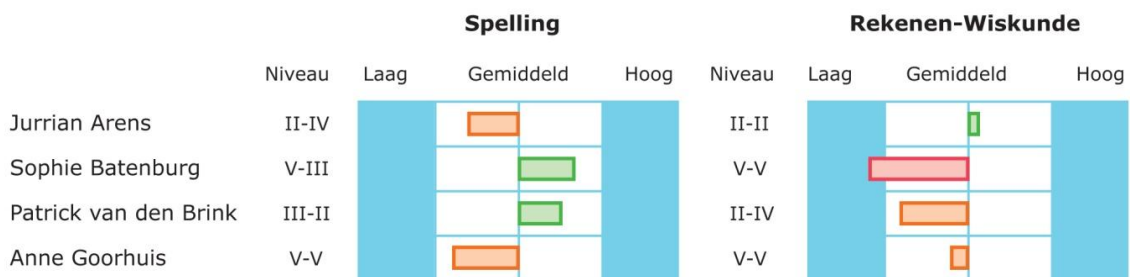 Spelling Rekenen-Wiskunde
Niveau Laag Gemiddeld Hoog Niveau Laag Gemiddeld Hoog
Jurrian Arens II-IV II-II
Sophie Batenburg V-III V-V
Patrick van den Brink III-II II-IV
Anne Goorhuis V-V V-V